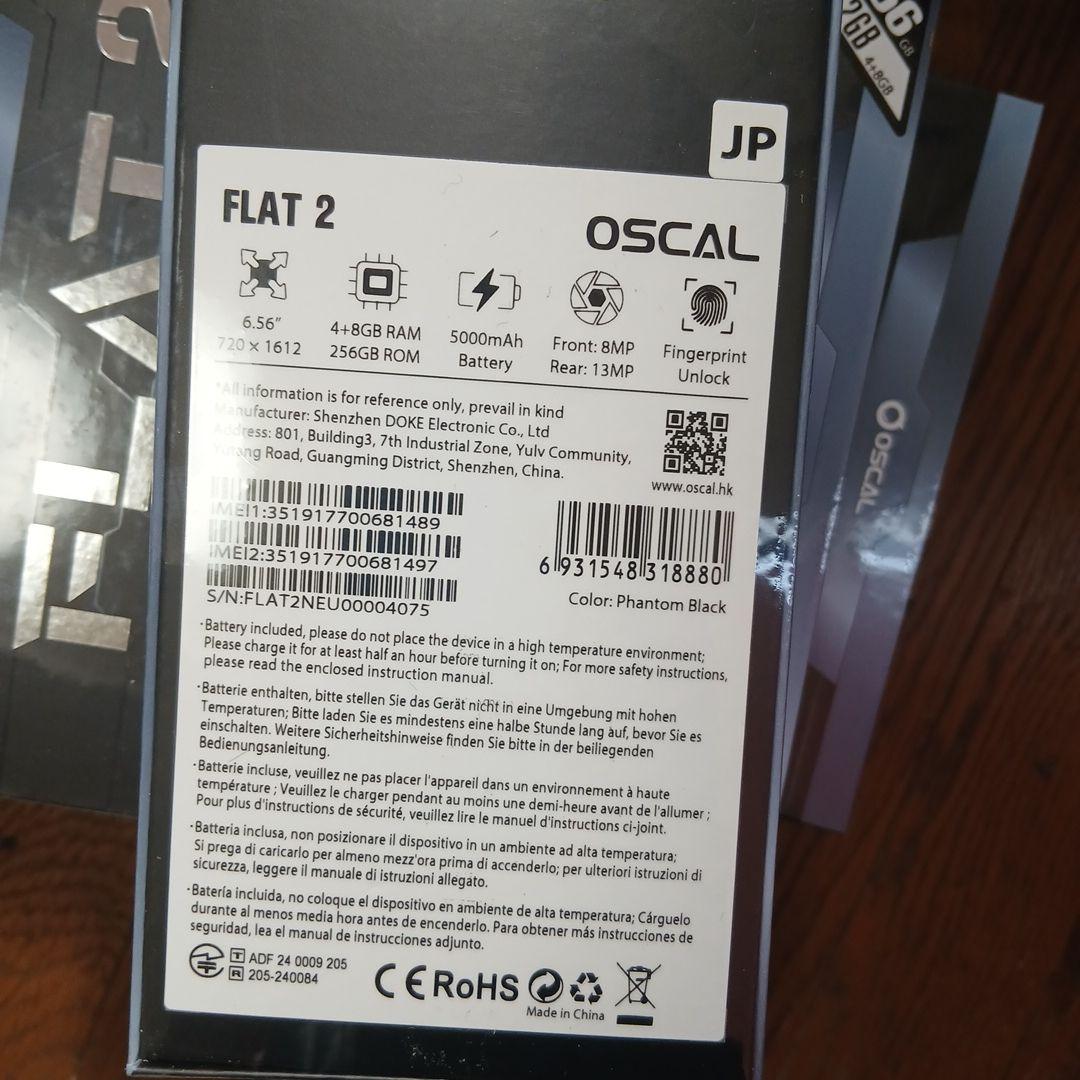 FLAT 2
56 GB
2GB 4+8GB
JP
FLAT 2
OSCAL
6.56"
720 × 1612
4+8GB RAM
256GB ROM
5000mAh
Battery
Front: 8MP
Rear: 13MP
Fingerprint
Unlock
*All information is for reference only, prevail in kind
Manufacturer: Shenzhen DOKE Electronic Co., Ltd
Address: 801, Building3, 7th Industrial Zone, Yulv Community,
Yutang Road, Guangming District, Shenzhen, China.
www.oscal.hk
IMEI1:351917700681489
IMEI2:351917700681497
S/N:FLAT2NEU00004075
6 931548 318880
Color: Phantom Black
·Battery included, please do not place the device in a high temperature environment;
Please charge it for at least half an hour before turning it on; For more safety instructions,
please read the enclosed instruction manual.
·Batterie enthalten, bitte stellen Sie das Gerät nicht in eine Umgebung mit hohen
Temperaturen; Bitte laden Sie es mindestens eine halbe Stunde lang auf, bevor Sie es
einschalten. Weitere Sicherheitshinweise finden Sie bitte in der beiliegenden
Bedienungsanleitung.
·Batterie incluse, veuillez ne pas placer l'appareil dans un environnement à haute
température ; Veuillez le charger pendant au moins une demi-heure avant de l'allumer ;
Pour plus d'instructions de sécurité, veuillez lire le manuel d'instructions ci-joint.
·Batteria inclusa, non posizionare il dispositivo in un ambiente ad alta temperatura;
Si prega di caricarlo per almeno mezz'ora prima di accenderlo; per ulteriori istruzioni di
sicurezza, leggere il manuale di istruzioni allegato.
·Batería incluida, no coloque el dispositivo en ambiente de alta temperatura; Cárguelo
durante al menos media hora antes de encenderlo. Para obtener más instrucciones de
seguridad, lea el manual de instrucciones adjunto.
T ADF 24 0009 205
R 205-240084
CE RoHS
Made in China
OSCAL